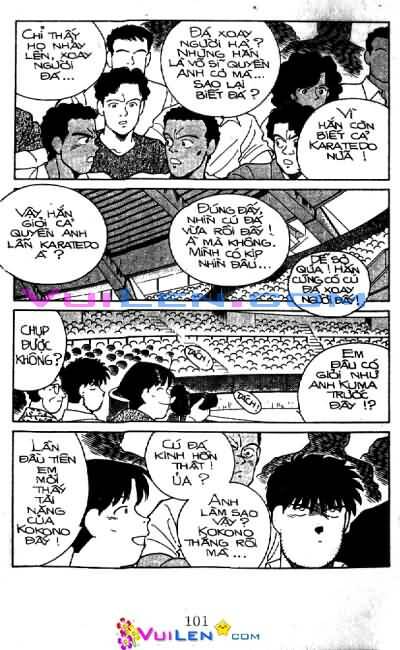 CHỈ THẤY
HỌ NHẢY
LÊN, XOAY
NGƯỜI
ĐÁ...
ĐÁ XOAY
NGƯỜI HẢ?
NHƯNG HẮN
LÀ VÕ SĨ QUYỀN
ANH CƠ MÀ...
SAO LẠI
BIẾT ĐÁ?
VÌ
HẮN CÒN
BIẾT CẢ
KARATEDO
NỮA!
VẬY, HẮN
GIỎI CẢ
QUYỀN ANH
LẪN KARATEDO
À?
ĐÚNG ĐẤY,
NHÌN CÚ ĐÁ
VỪA RỒI ĐẤY!
À MÀ KHÔNG.
MÌNH CÓ KỊP
NHÌN ĐÂU...
DỄ SỢ
QUÁ! HẮN
CŨNG CÓ CÚ
ĐÁ XOAY
NGƯỜI ĐẤY!
VUILEN.COM
CHỤP
ĐƯỢC
KHÔNG?
TÁCH!
TÁCH!
EM
ĐÂU CÓ
GIỎI NHƯ
ANH KUMA
TRƯỚC
ĐÂY!?
LẦN
ĐẦU TIÊN
EM
MỚI
THẤY
TÀI
NĂNG
CỦA
KOKONO
ĐẤY!
CÚ ĐÁ
KINH HỒN
THẬT!
ỦA?
ANH
LÀM SAO
VẬY?
KOKONO
THẮNG RỒI
MÀ...
101
VUILEN.COM